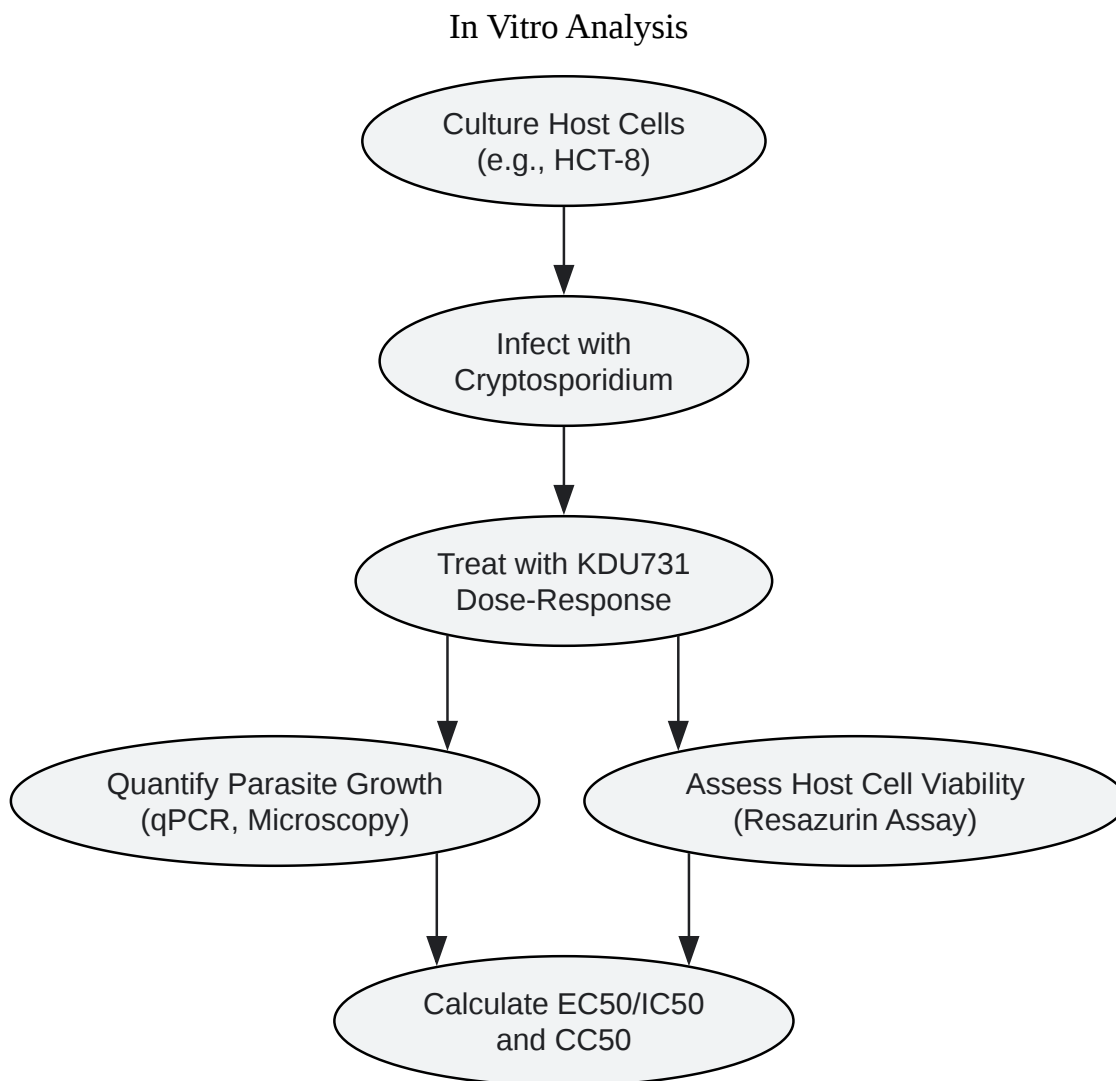 In Vitro Analysis
Culture Host Cells
(e.g., HCT-8)
Infect with
Cryptosporidium
Treat with KDU731
Dose-Response
Quantify Parasite Growth
(qPCR, Microscopy)
Assess Host Cell Viability
(Resazurin Assay)
Calculate EC50/IC50
and CC50